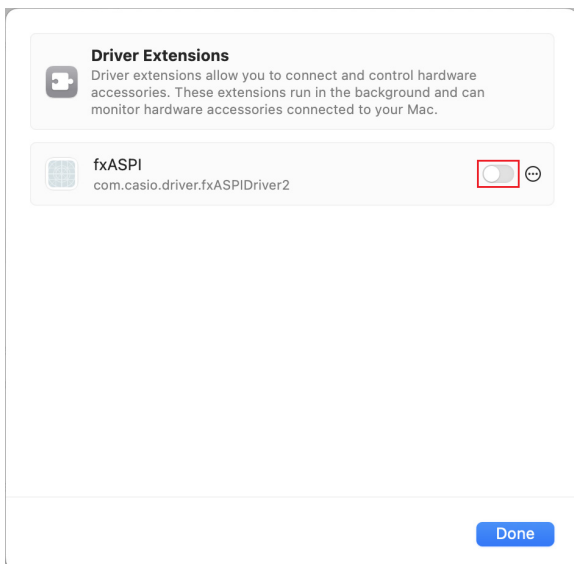 Driver Extensions
Driver extensions allow you to connect and control hardware
accessories. These extensions run in the background and can
monitor hardware accessories connected to your Mac.
fxASPI
com.casio.driver.fxASPIDriver2
Done